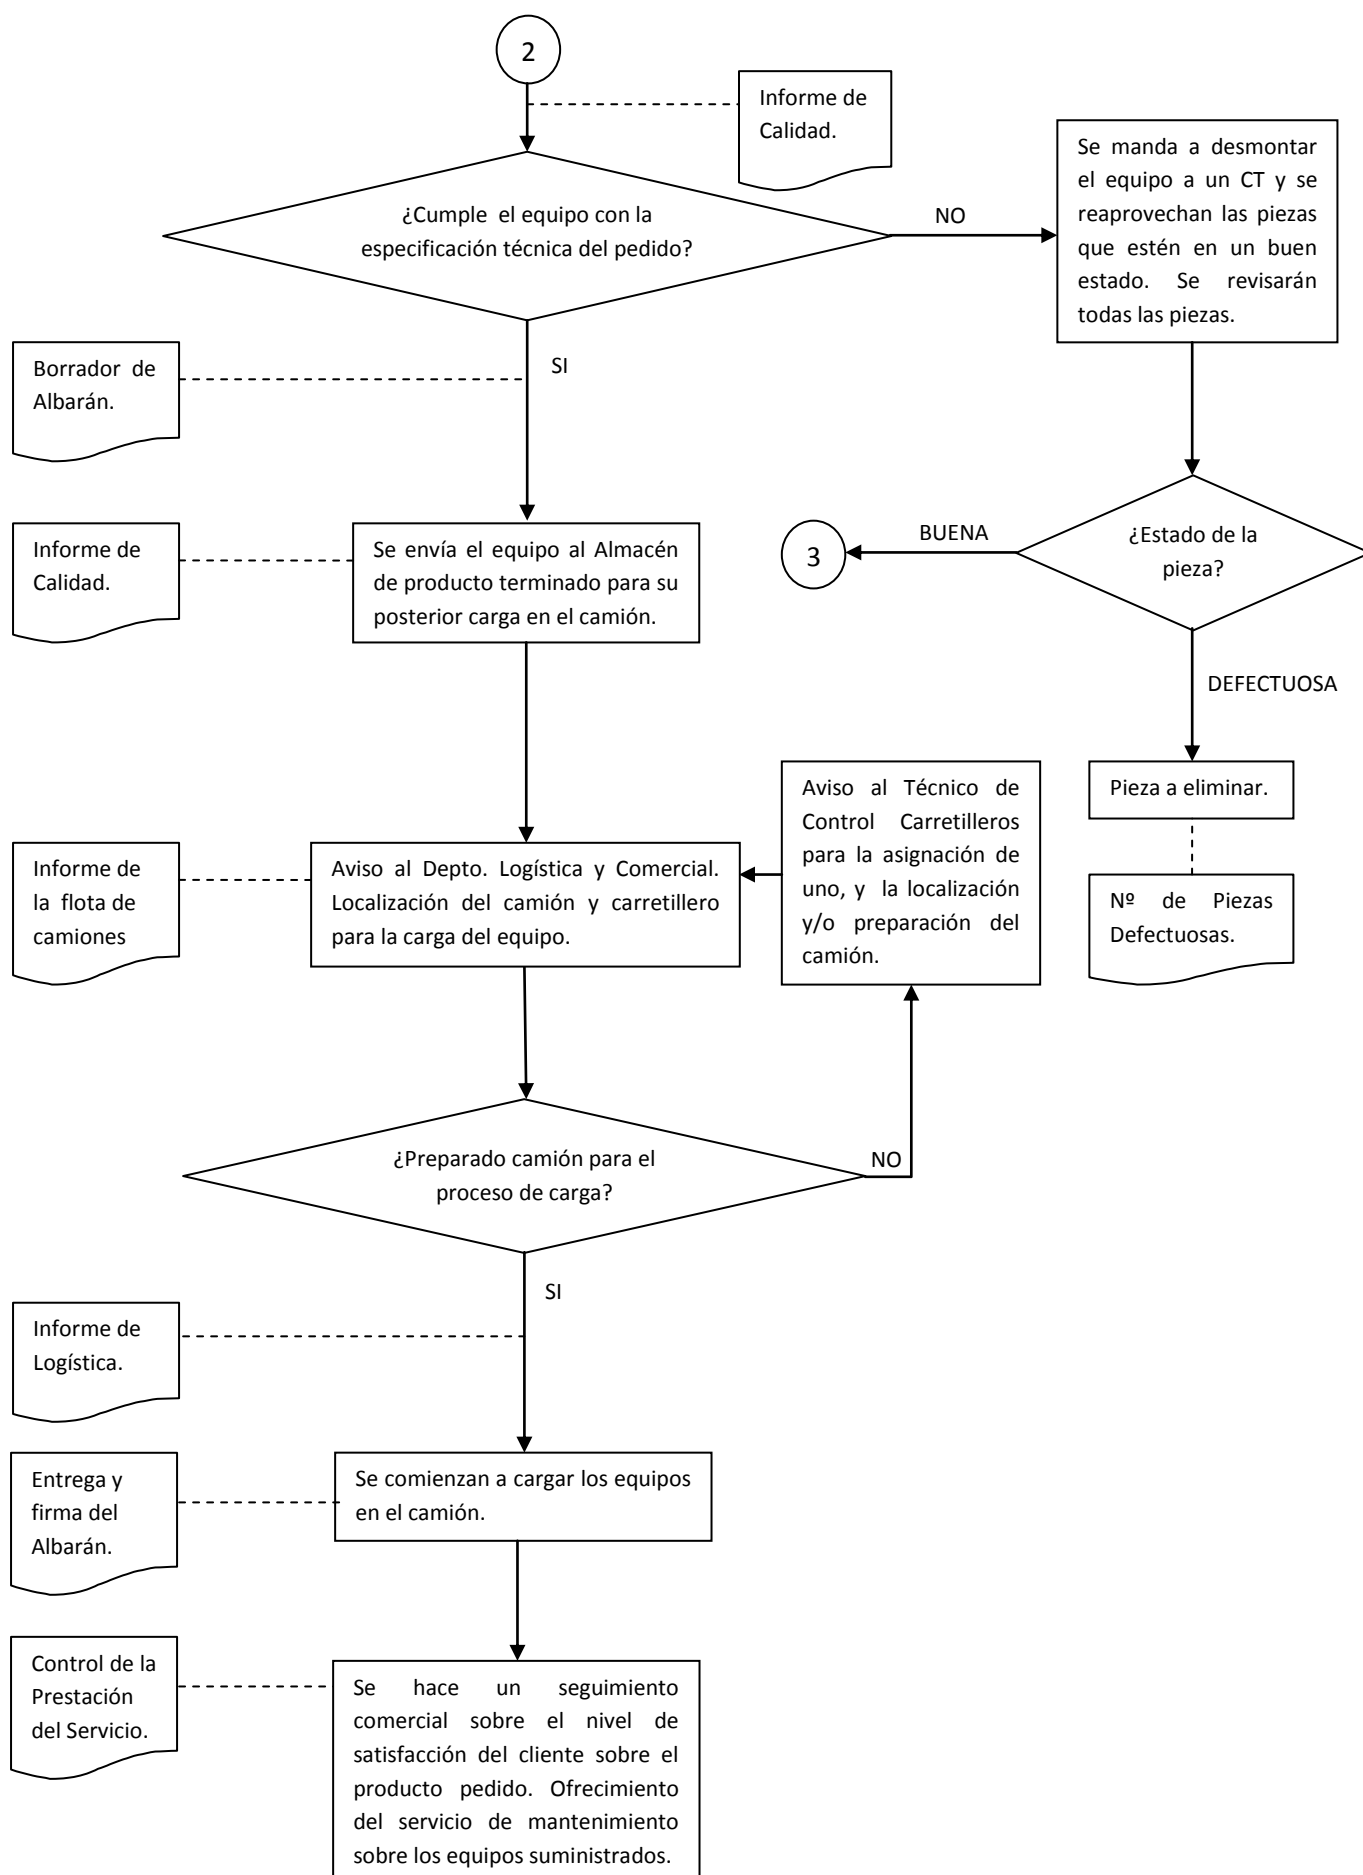 2
Informe de
Calidad.
¿Cumple el equipo con la
especificación técnica del pedido?
NO
Se manda a desmontar
el equipo a un CT y se
reaprovechan las piezas
que estén en un buen
estado. Se revisarán
todas las piezas.
SI
Borrador de
Albarán.
Informe de
Calidad.
Se envía el equipo al Almacén
de producto terminado para su
posterior carga en el camión.
3
BUENA
¿Estado de la
pieza?
DEFECTUOSA
Pieza a eliminar.
Nº de Piezas
Defectuosas.
Informe de
la flota de
camiones
Aviso al Depto. Logística y Comercial.
Localización del camión y carretillero
para la carga del equipo.
Aviso al Técnico de
Control Carretilleros
para la asignación de
uno, y la localización
y/o preparación del
camión.
¿Preparado camión para el
proceso de carga?
NO
SI
Informe de
Logística.
Entrega y
firma del
Albarán.
Se comienzan a cargar los equipos
en el camión.
Control de la
Prestación
del Servicio.
Se hace un seguimiento
comercial sobre el nivel de
satisfacción del cliente sobre el
producto pedido. Ofrecimiento
del servicio de mantenimiento
sobre los equipos suministrados.